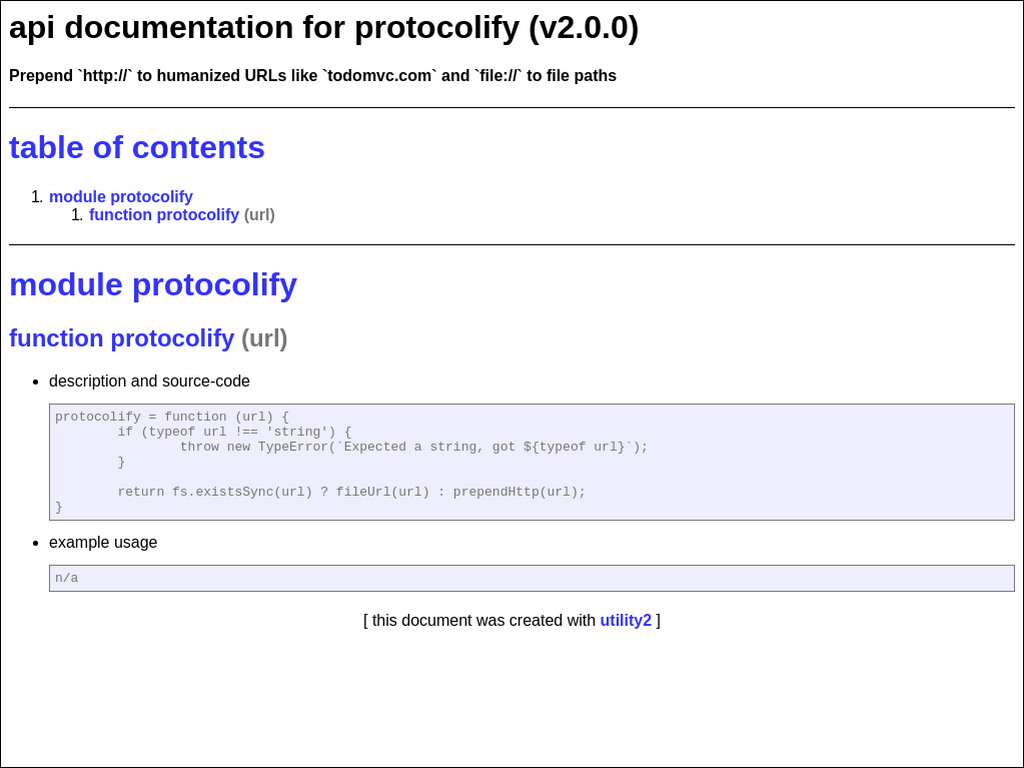 api documentation for protocolify (v2.0.0)
Prepend `http://` to humanized URLs like `todomvc.com` and `file://` to file paths
table of contents
1. module protocolify
1. function protocolify (url)
module protocolify
function protocolify (url)
• description and source-code
protocolify = function (url) {
        if (typeof url !== 'string') {
                throw new TypeError(`Expected a string, got ${typeof url}`);
        }

        return fs.existsSync(url) ? fileUrl(url) : prependHttp(url);
}
• example usage
n/a
[ this document was created with utility2 ]